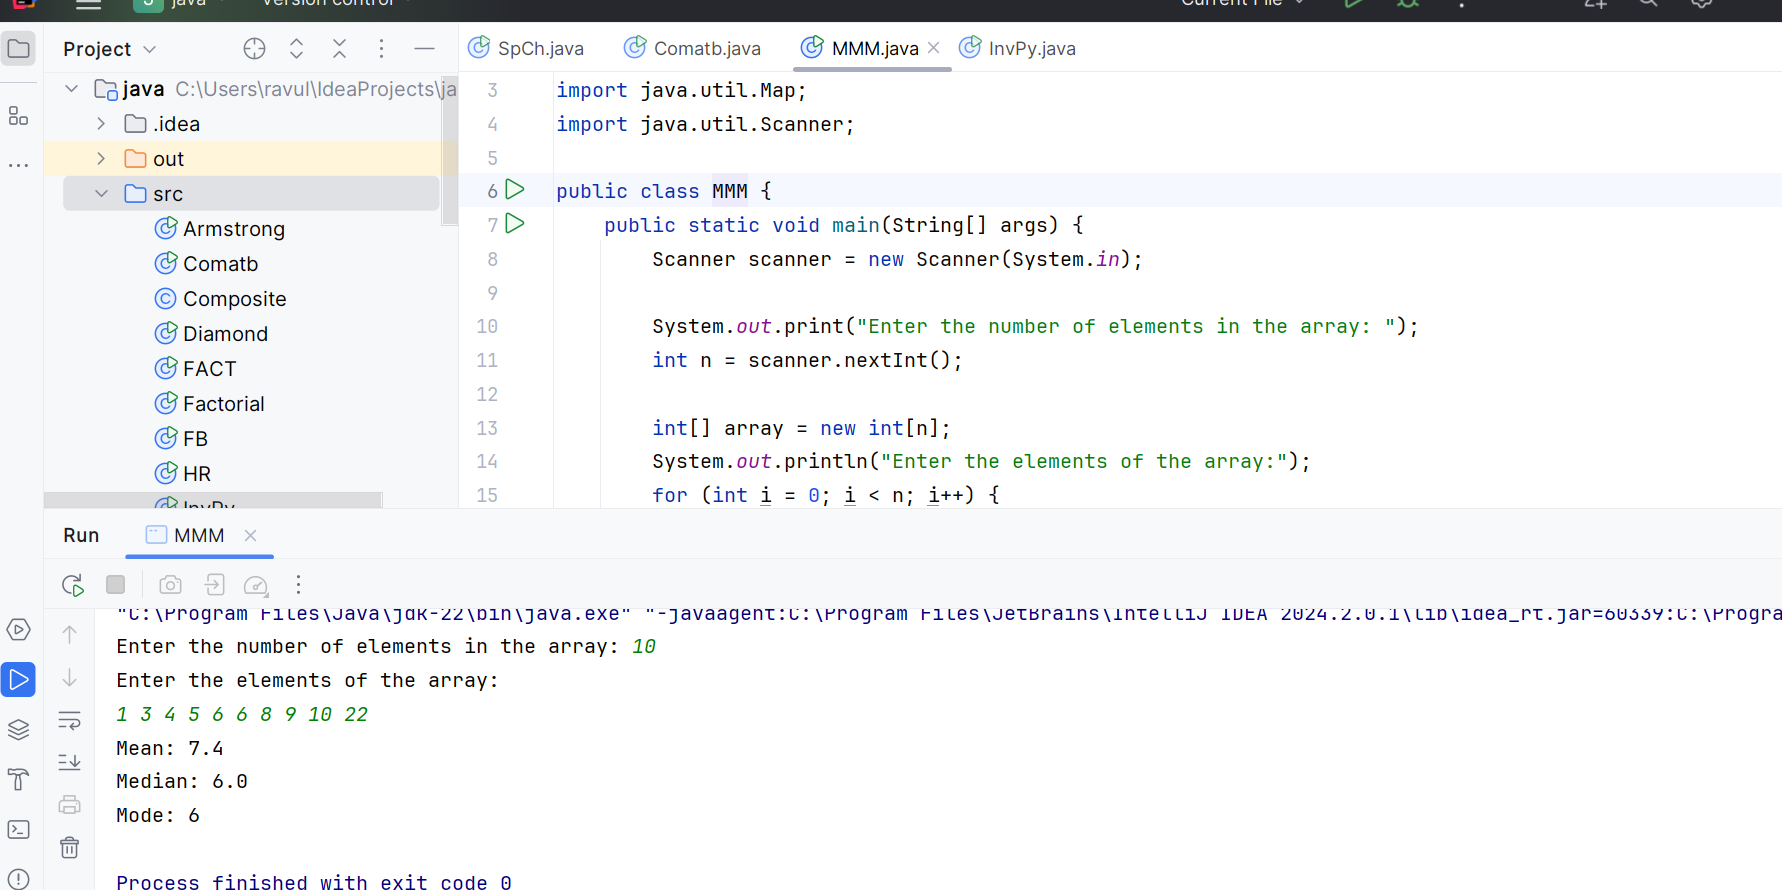 J java Version control Current File
Project
SpCh.java Comatb.java MMM.java InvPy.java
java C:\Users\ravul\IdeaProjects\ja
.idea
out
src
Armstrong
Comatb
Composite
Diamond
FACT
Factorial
FB
HR
InvPy
3 import java.util.Map;
4 import java.util.Scanner;
5
6 public class MMM {
7 public static void main(String[] args) {
8 Scanner scanner = new Scanner(System.in);
9
10 System.out.print("Enter the number of elements in the array: ");
11 int n = scanner.nextInt();
12
13 int[] array = new int[n];
14 System.out.println("Enter the elements of the array:");
15 for (int i = 0; i < n; i++) {
Run MMM
"C:\Program Files\Java\jdk-22\bin\java.exe" "-javaagent:C:\Program Files\JetBrains\IntelliJ IDEA 2024.2.0.1\lib\idea_rt.jar=60339:C:\Progra
Enter the number of elements in the array: 10
Enter the elements of the array:
1 3 4 5 6 6 8 9 10 22
Mean: 7.4
Median: 6.0
Mode: 6
Process finished with exit code 0